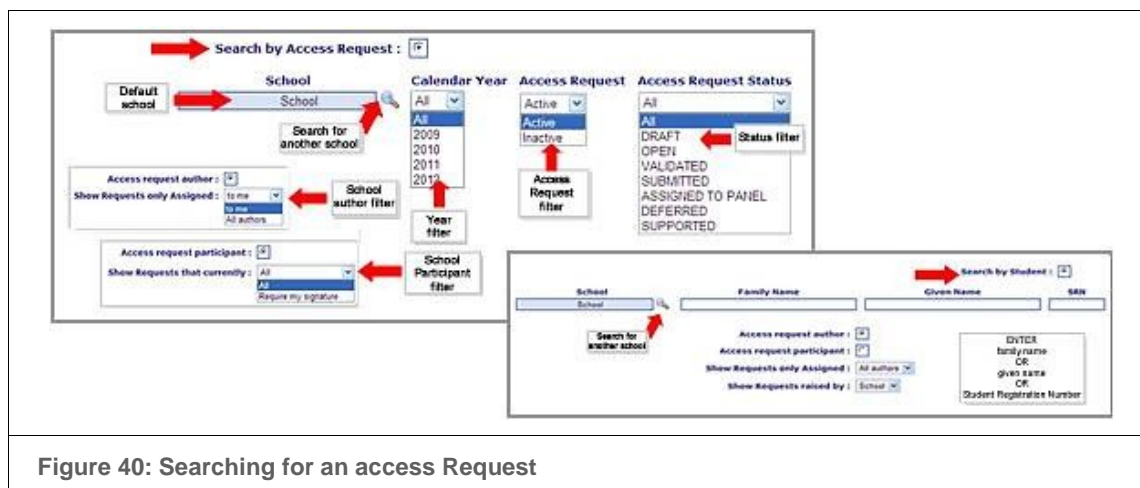 Search by Access Request :
School Calendar Year Access Request Access Request Status
Default school
School
All
Active
All
Search for another school
All
2009
2010
2011
2012
Year filter
Active
Inactive
Access Request filter
All
DRAFT
OPEN
VALIDATED
SUBMITTED
ASSIGNED TO PANEL
DEFERRED
SUPPORTED
Status filter
Access request author :
Show Requests only Assigned : to me
to me
All authors
School author filter
Access request participant :
Show Requests that currently : All
All
Require my signature
School Participant filter
Search by Student :
School Family Name Given Name SRN
School
Search for another school
Access request author :
Access request participant :
Show Requests only Assigned : All authors
Show Requests raised by : School
ENTER
family name
OR
given name
OR
Student Registration Number
Figure 40: Searching for an access Request